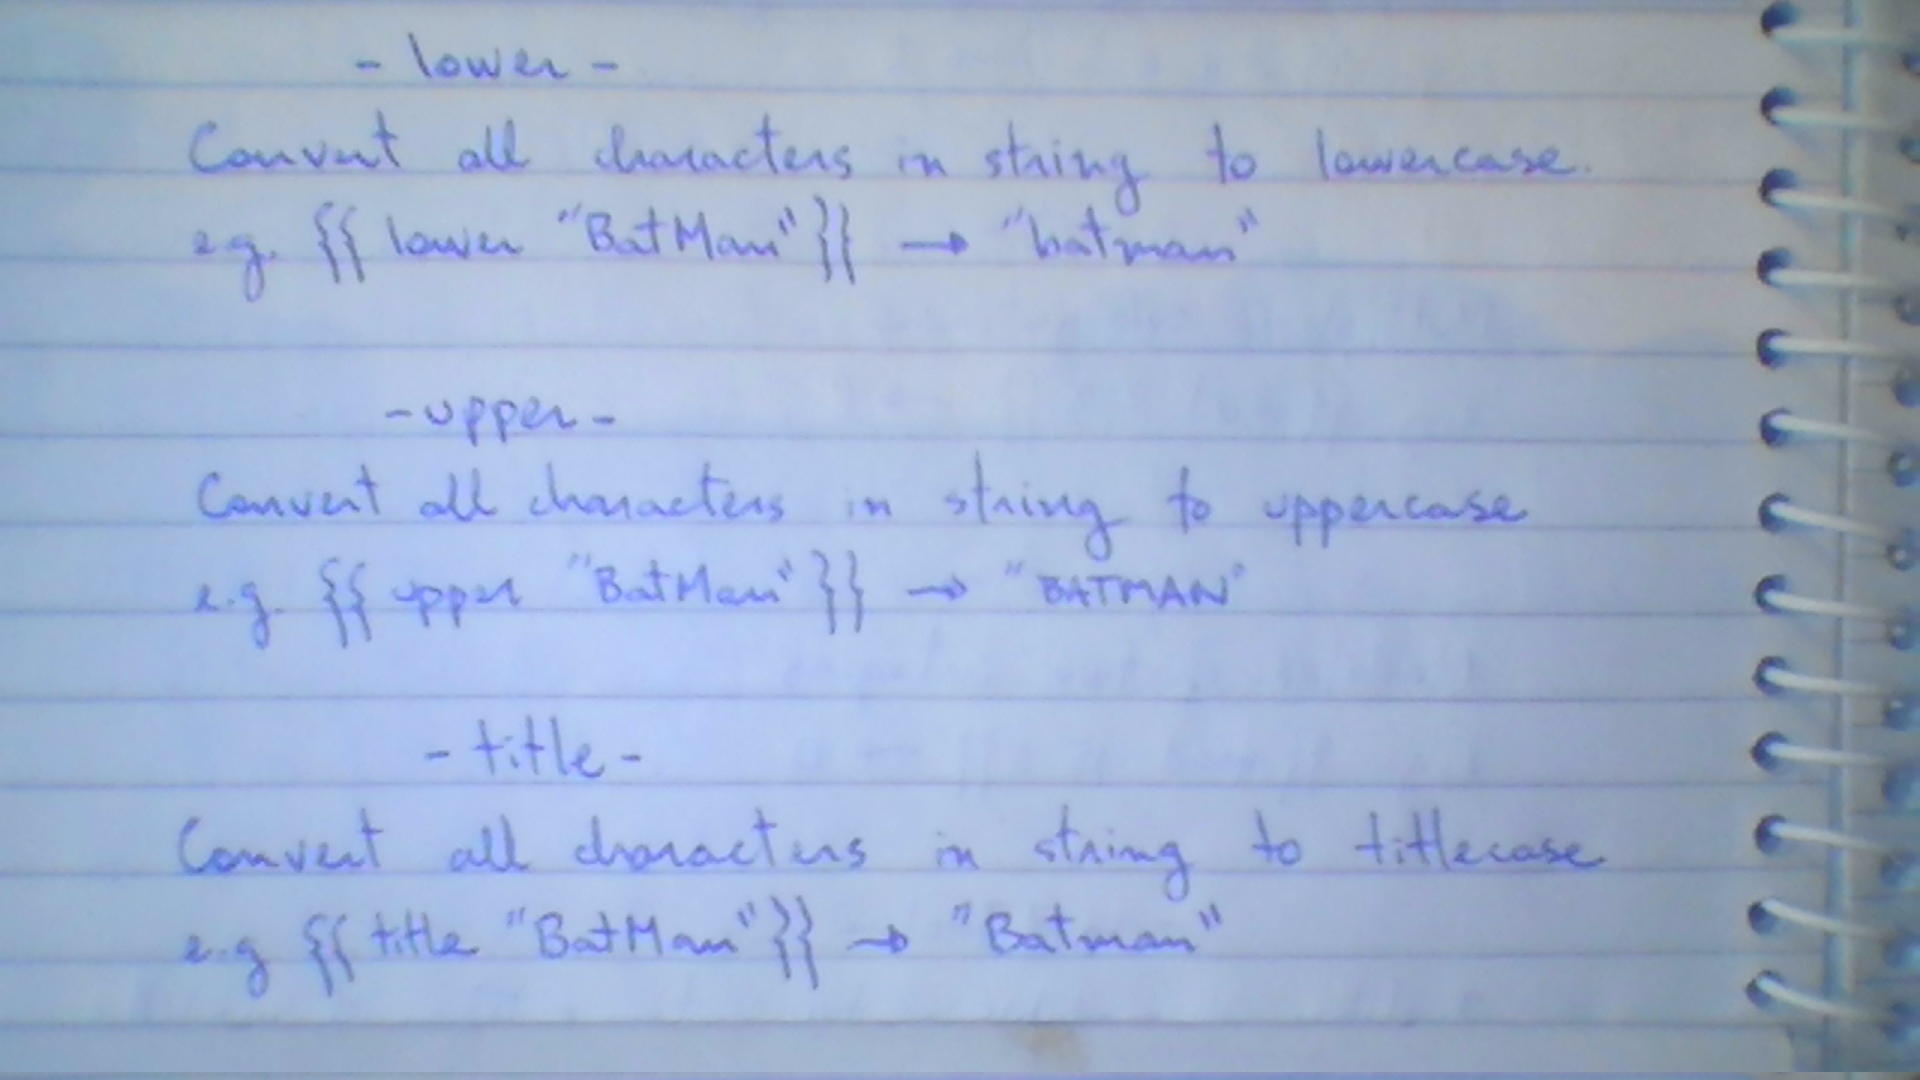 - lower -
Convert all characters in string to lowercase.
e.g. {{ lower "BatMan" }} → "batman"
- upper -
Convert all characters in string to uppercase
e.g. {{ upper "BatMan" }} → "BATMAN"
- title -
Convert all characters in string to titlecase
e.g {{ title "BatMan" }} → "Batman"